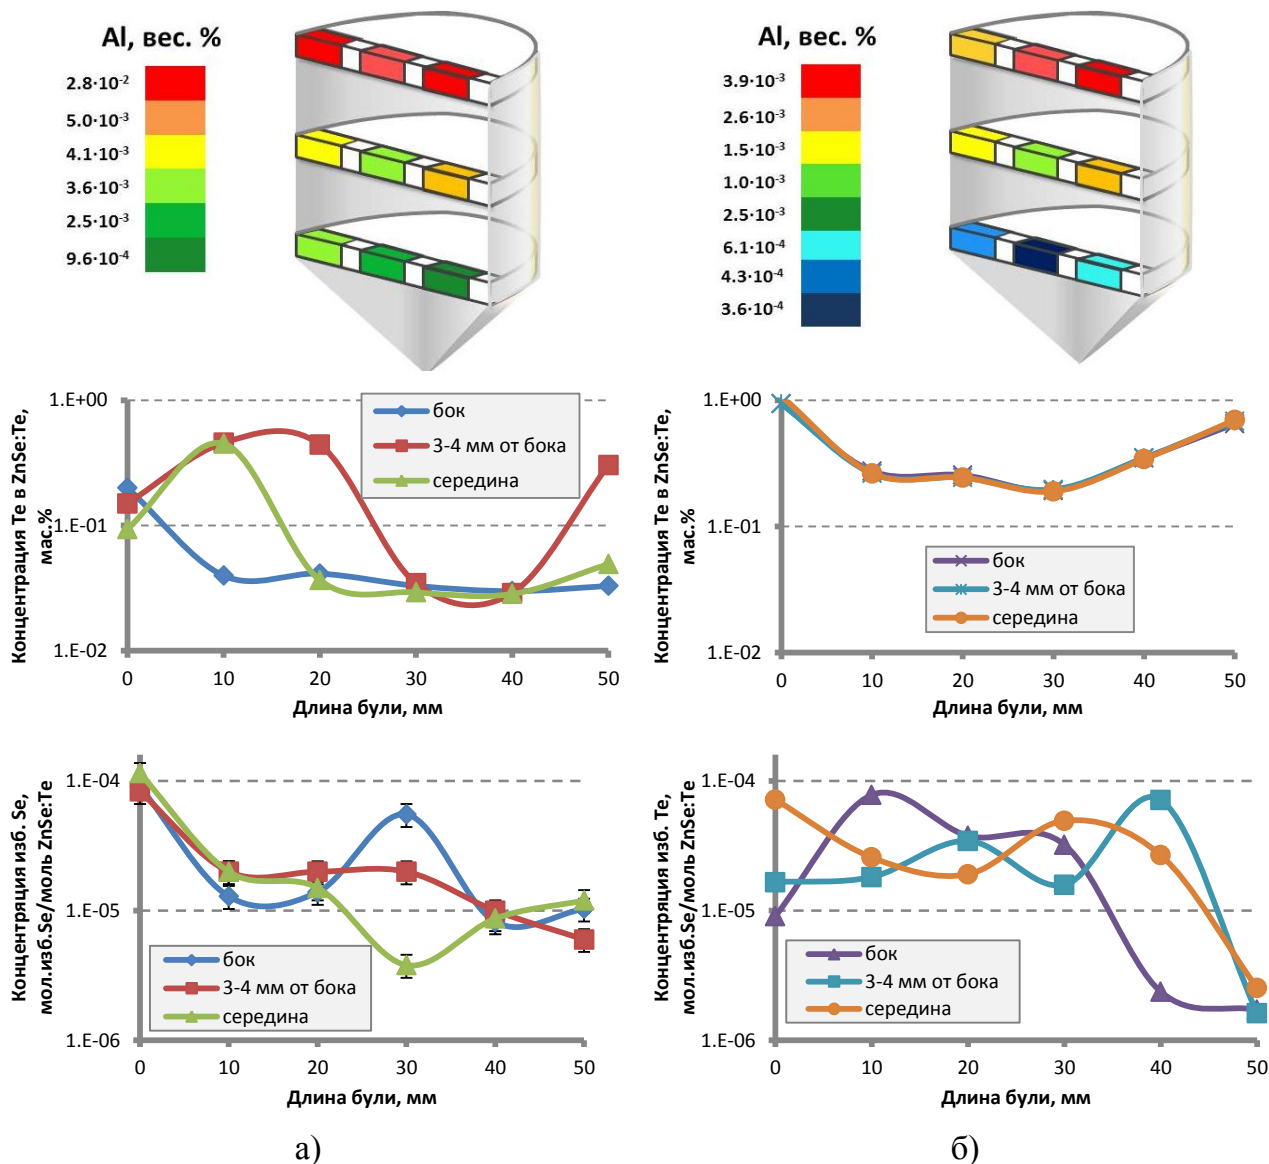 Al, вес. %
2.8·10⁻²
5.0·10⁻³
4.1·10⁻³
3.6·10⁻³
2.5·10⁻³
9.6·10⁻⁴
Al, вес. %
3.9·10⁻³
2.6·10⁻³
1.5·10⁻³
1.0·10⁻³
2.5·10⁻³
6.1·10⁻⁴
4.3·10⁻⁴
3.6·10⁻⁴
Концентрация Te в ZnSe:Te,
мас.%
1.E+00
1.E-01
1.E-02
бок
3-4 мм от бока
середина
0 10 20 30 40 50
Длина були, мм
Концентрация Te в ZnSe:Te,
мас.%
1.E+00
1.E-01
1.E-02
бок
3-4 мм от бока
середина
0 10 20 30 40 50
Длина були, мм
Концентряция изб. Se,
мол.изб.Se/моль ZnSe:Te
1.E-04
1.E-05
1.E-06
бок
3-4 мм от бока
середина
0 10 20 30 40 50
Длина були, мм
Концентрация изб. Te,
мол.изб.Se/моль ZnSe:Te
1.E-04
1.E-05
1.E-06
бок
3-4 мм от бока
середина
0 10 20 30 40 50
Длина були, мм
а)
б)